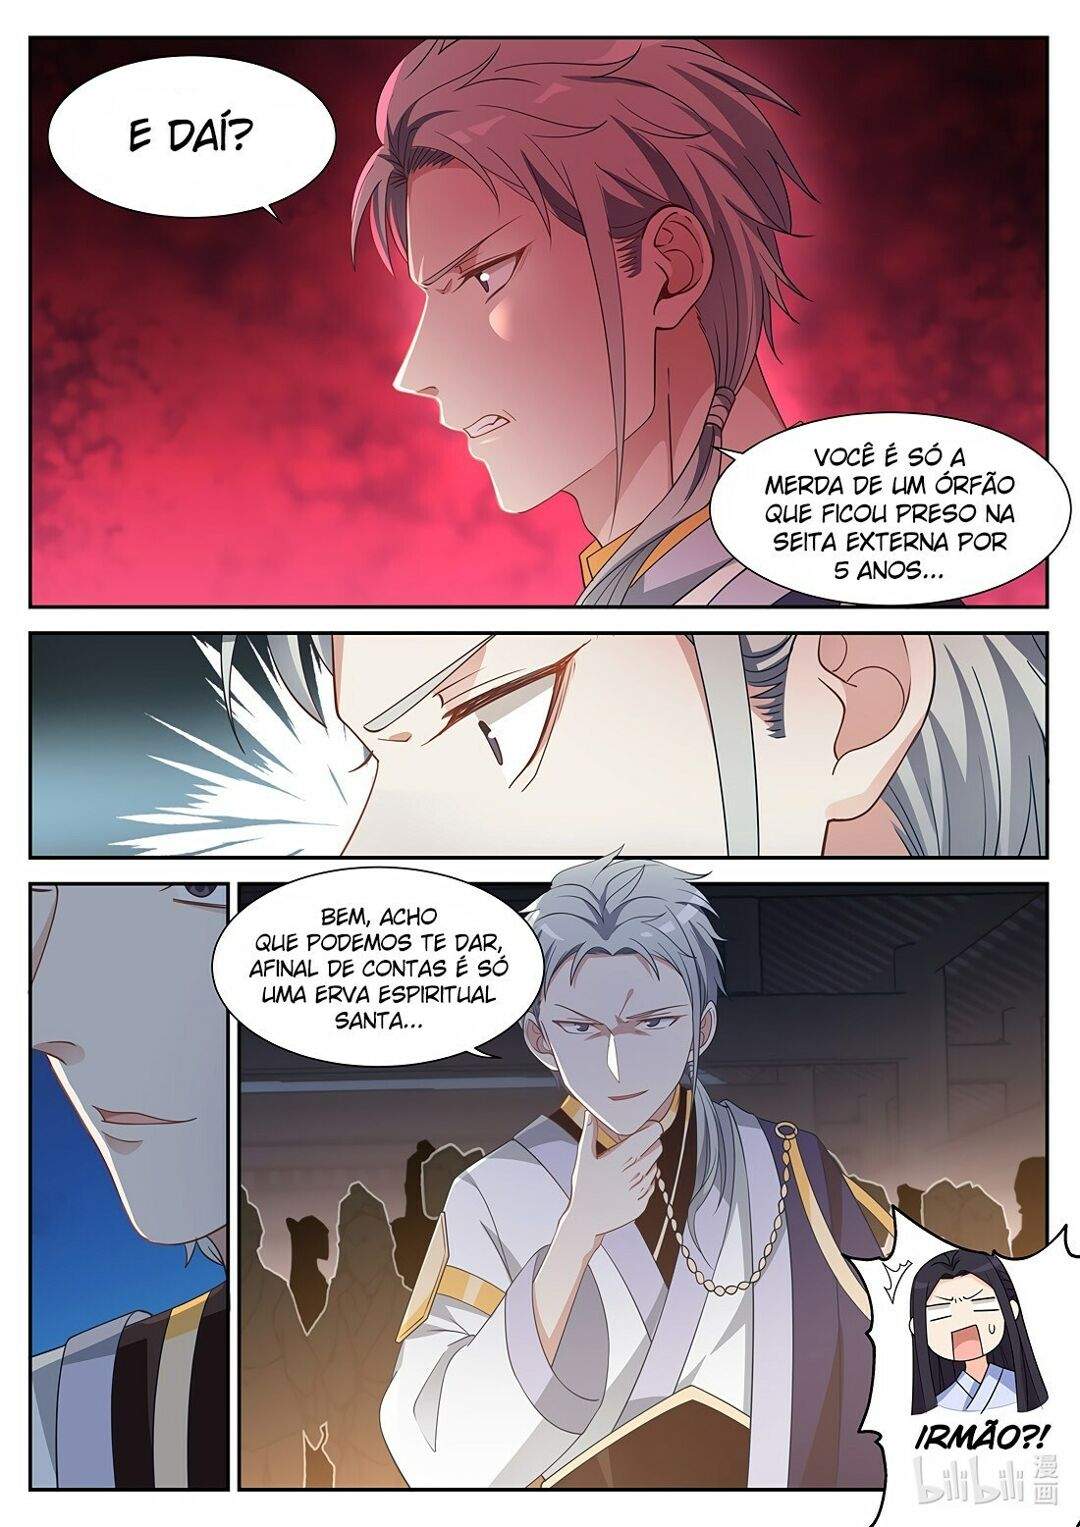 E DAÍ?
VOCÊ É SÓ A
MERDA DE UM ÓRFÃO
QUE FICOU PRESO NA
SEITA EXTERNA POR
5 ANOS...
BEM, ACHO
QUE PODEMOS TE DAR,
AFINAL DE CONTAS É SÓ
UMA ERVA ESPIRITUAL
SANTA...
IRMÃO?!
bilibili 漫画